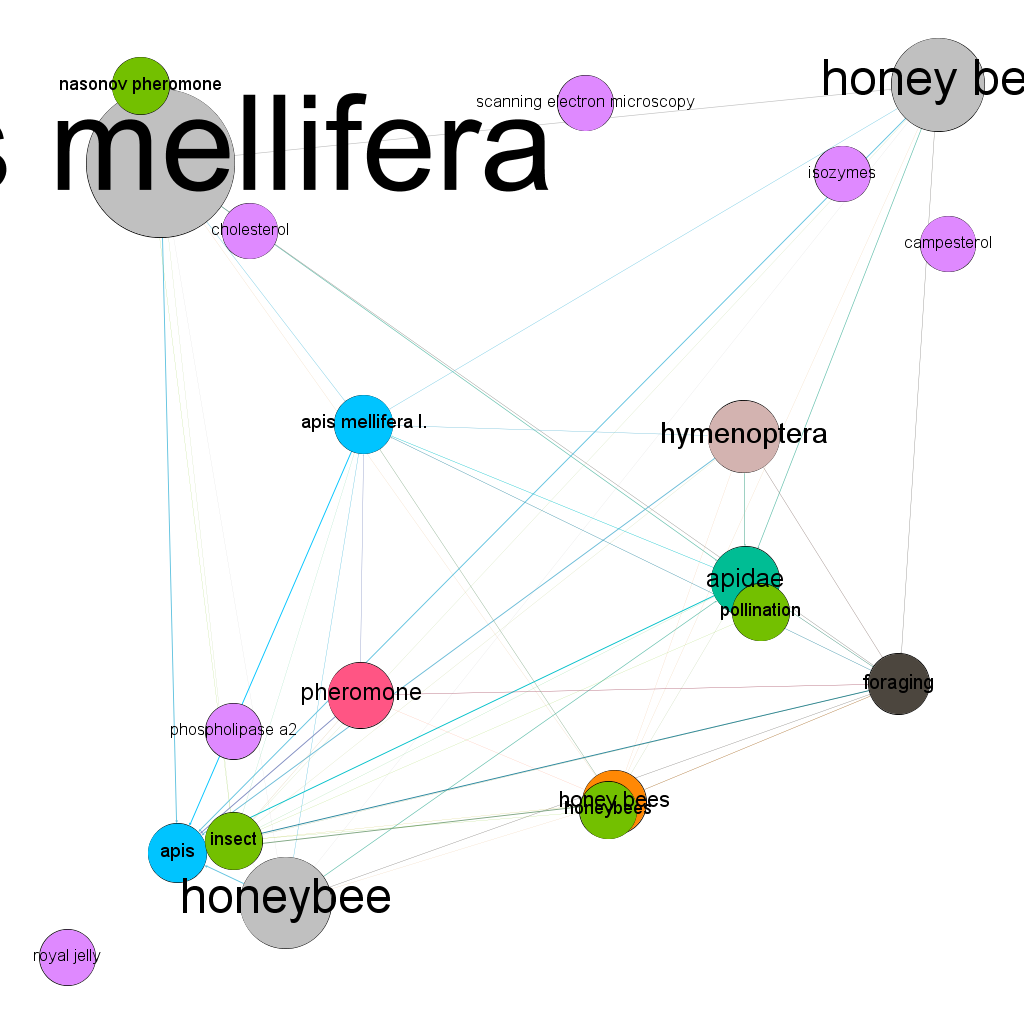 nasonov pheromone
s mellifera
scanning electron microscopy
honey be
isozymes
cholesterol
campesterol
apis mellifera l.
hymenoptera
apidae
pollination
pheromone
foraging
phospholipase a2
honey bees
honeybees
insect
apis
honeybee
royal jelly